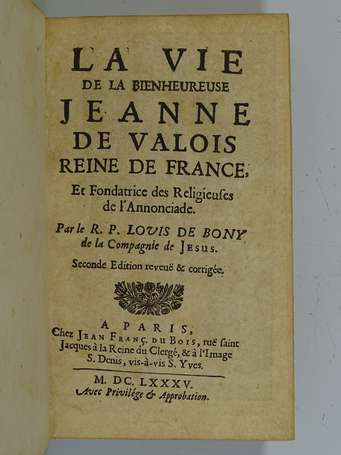 LA VIE
DE LA BIENHEUREUSE
JEANNE
DE VALOIS
REINE DE FRANCE,
Et Fondatrice des Religieuſes
de l'Annonciade.
Par le R. P. LOVIS DE BONY
de la Compagnie de JESUS.
Seconde Edition reveuë & corrigée.
A PARIS,
Chez JEAN FRANÇ. DU BOIS, ruë ſaint
Jacques à la Reine du Clergé, & à l'Image
S. Denis, vis-à-vis S. Yves.
M. DC. LXXXV.
Avec Privilége & Approbation.